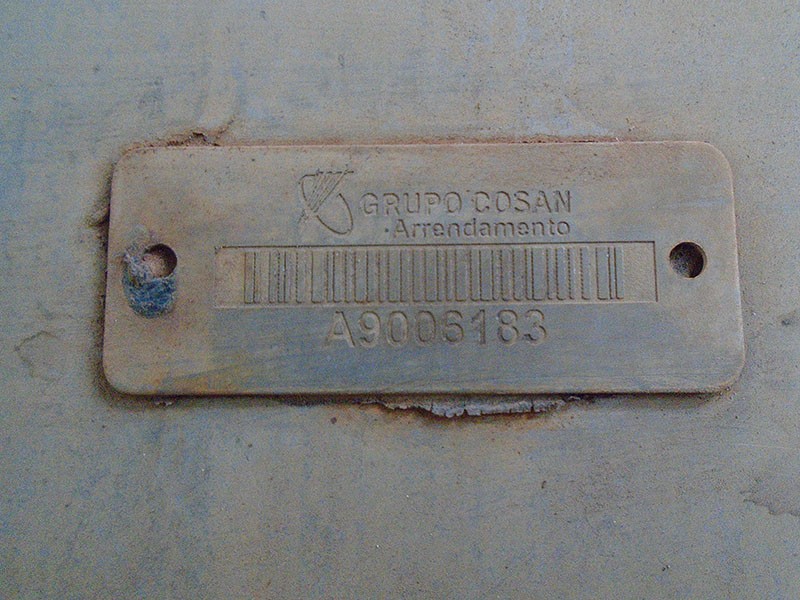 GRUPO COSAN
·Arrendamento
A9006183